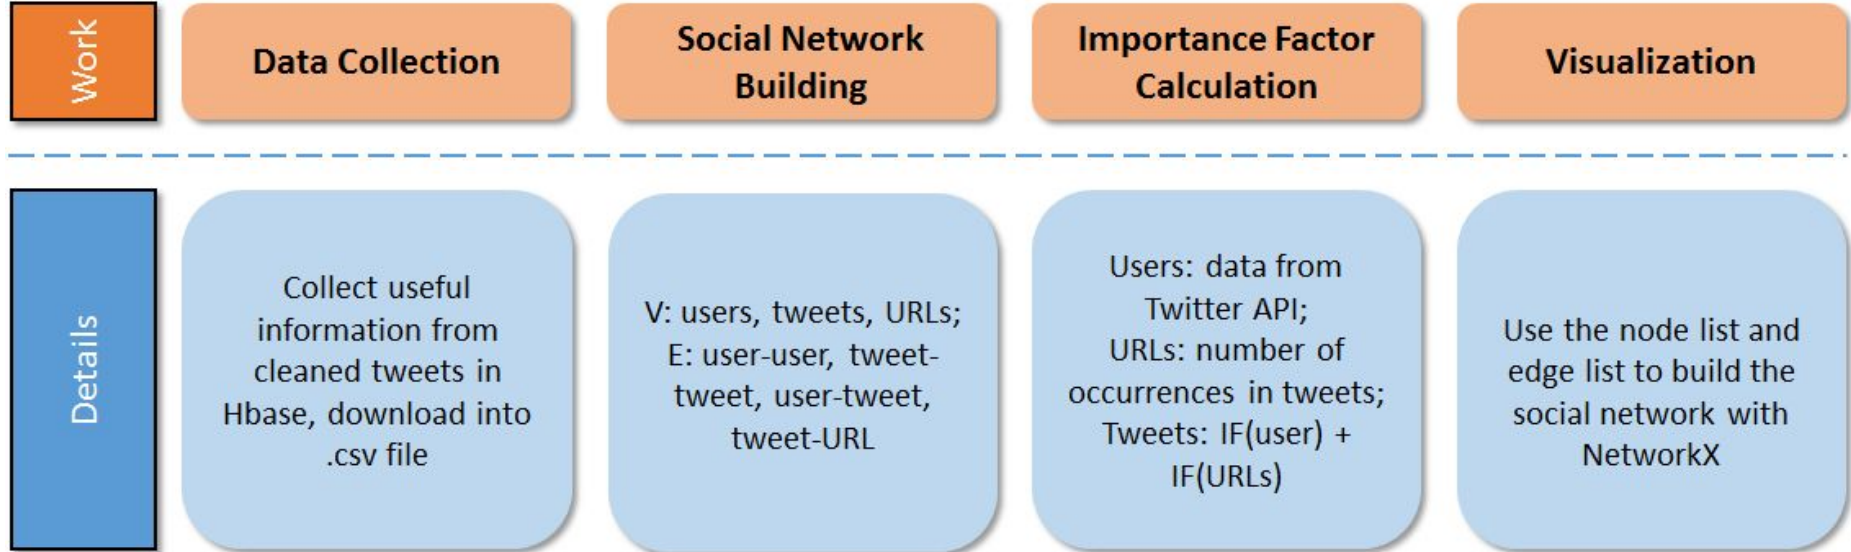 Work
Data Collection
Social Network
Building
Importance Factor
Calculation
Visualization
Details
Collect useful
information from
cleaned tweets in
Hbase, download into
.csv file
V: users, tweets, URLs;
E: user-user, tweet-
tweet, user-tweet,
tweet-URL
Users: data from
Twitter API;
URLs: number of
occurrences in tweets;
Tweets: IF(user) +
IF(URLs)
Use the node list and
edge list to build the
social network with
NetworkX